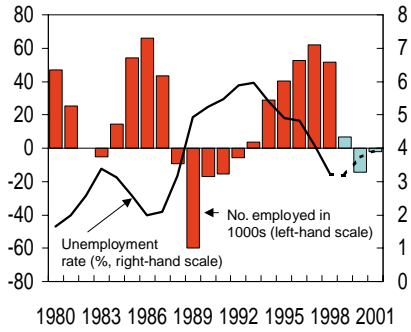 80 8
60 7
40 6
20 5
0 4
-20 3
-40 2
-60 1
-80 0
No. employed in
1000s (left-hand scale)
Unemployment
rate (%, right-hand scale)
1980 1983 1986 1989 1992 1995 1998 2001